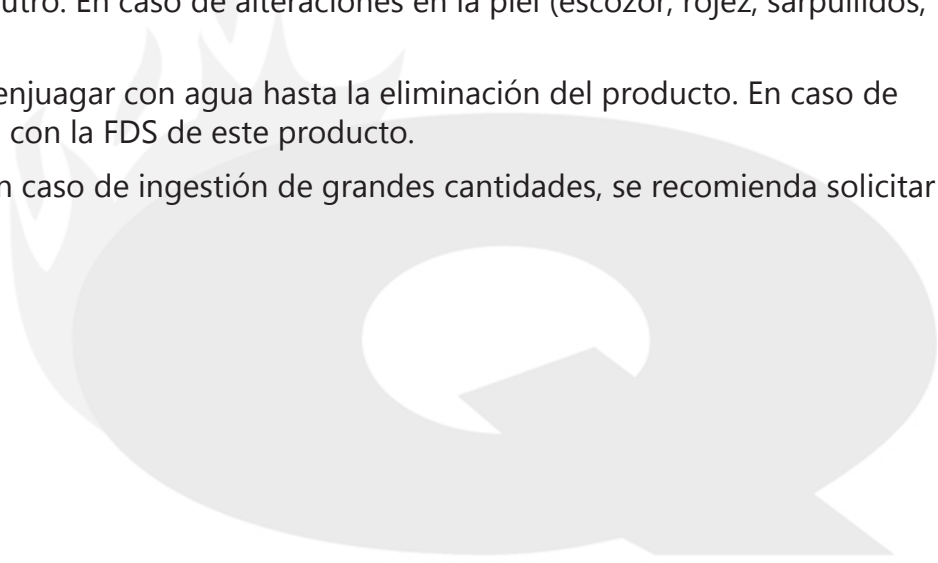 utro. En caso de alteraciones en la piel (escozor, rojez, sarpullidos,
enjuagar con agua hasta la eliminación del producto. En caso de
con la FDS de este producto.
n caso de ingestión de grandes cantidades, se recomienda solicitar